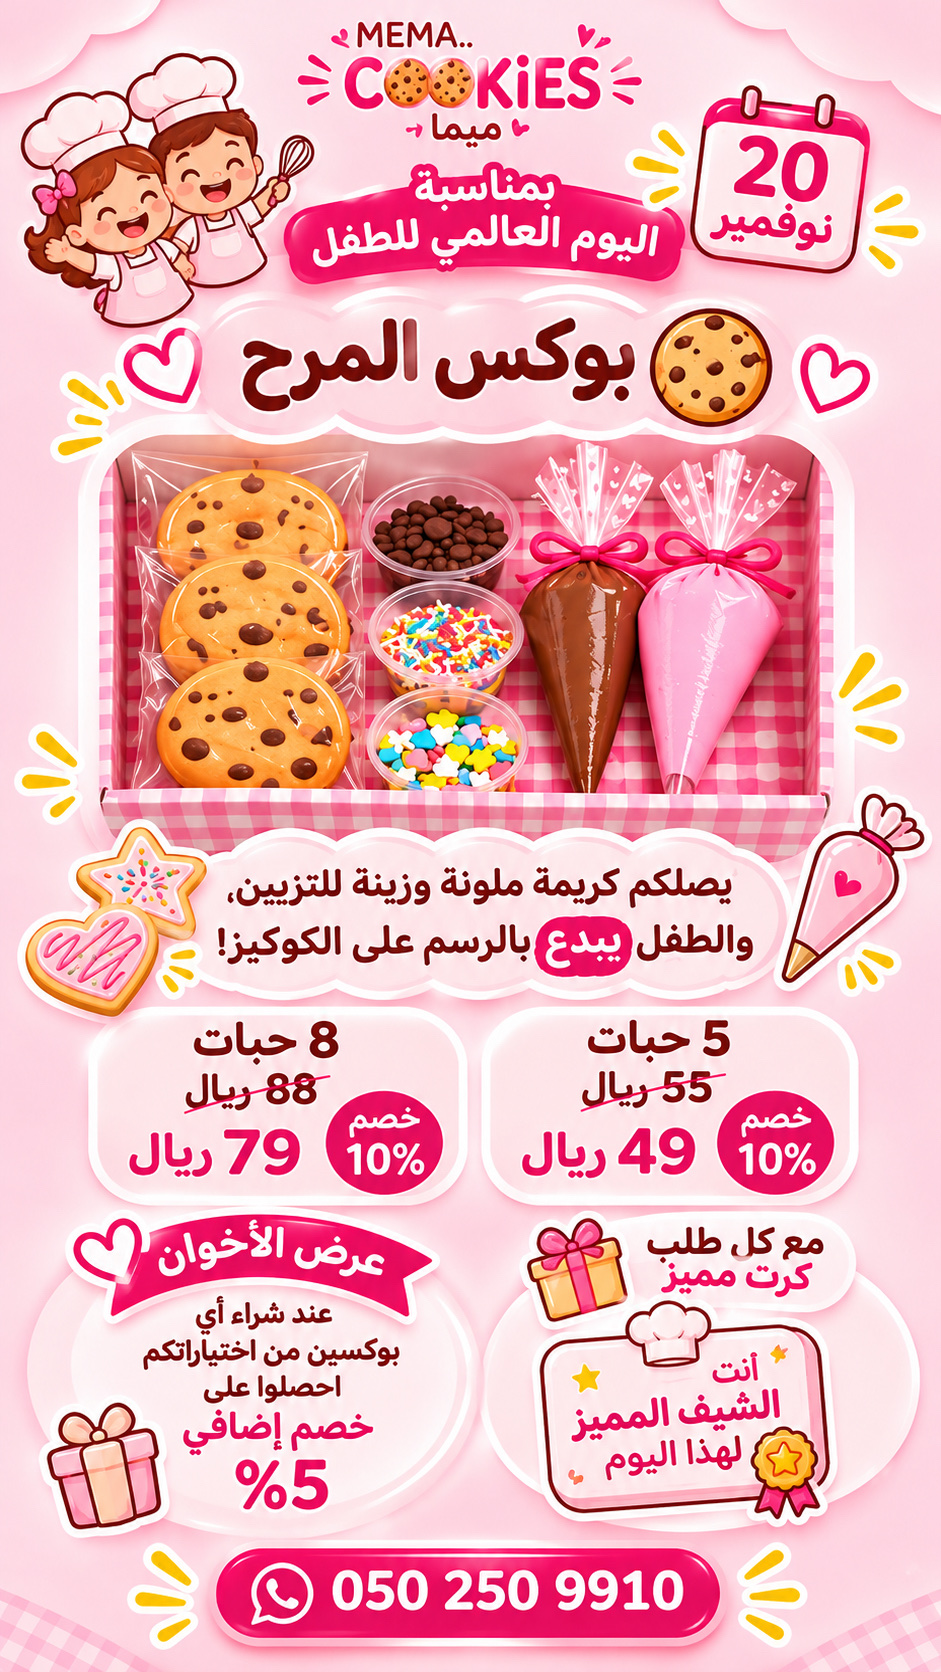 MEMA..
COOKiES
ميما
بمناسبة
اليوم العالمي للطفل
20
نوفمبر
بوكس المرح
يصلكم كريمة ملونة وزينة للتزيين,
والطفل يبدع بالرسم على الكوكيز!
5 حبات
55 ريال
49 ريال
خصم
10%
8 حبات
88 ريال
79 ريال
خصم
10%
مع كل طلب
كرت مميز
أنت
الشيف المميز
لهذا اليوم
عرض الأخوان
عند شراء أي
بوكسين من اختياراتكم
احصلوا على
خصم إضافي
%5
050 250 9910